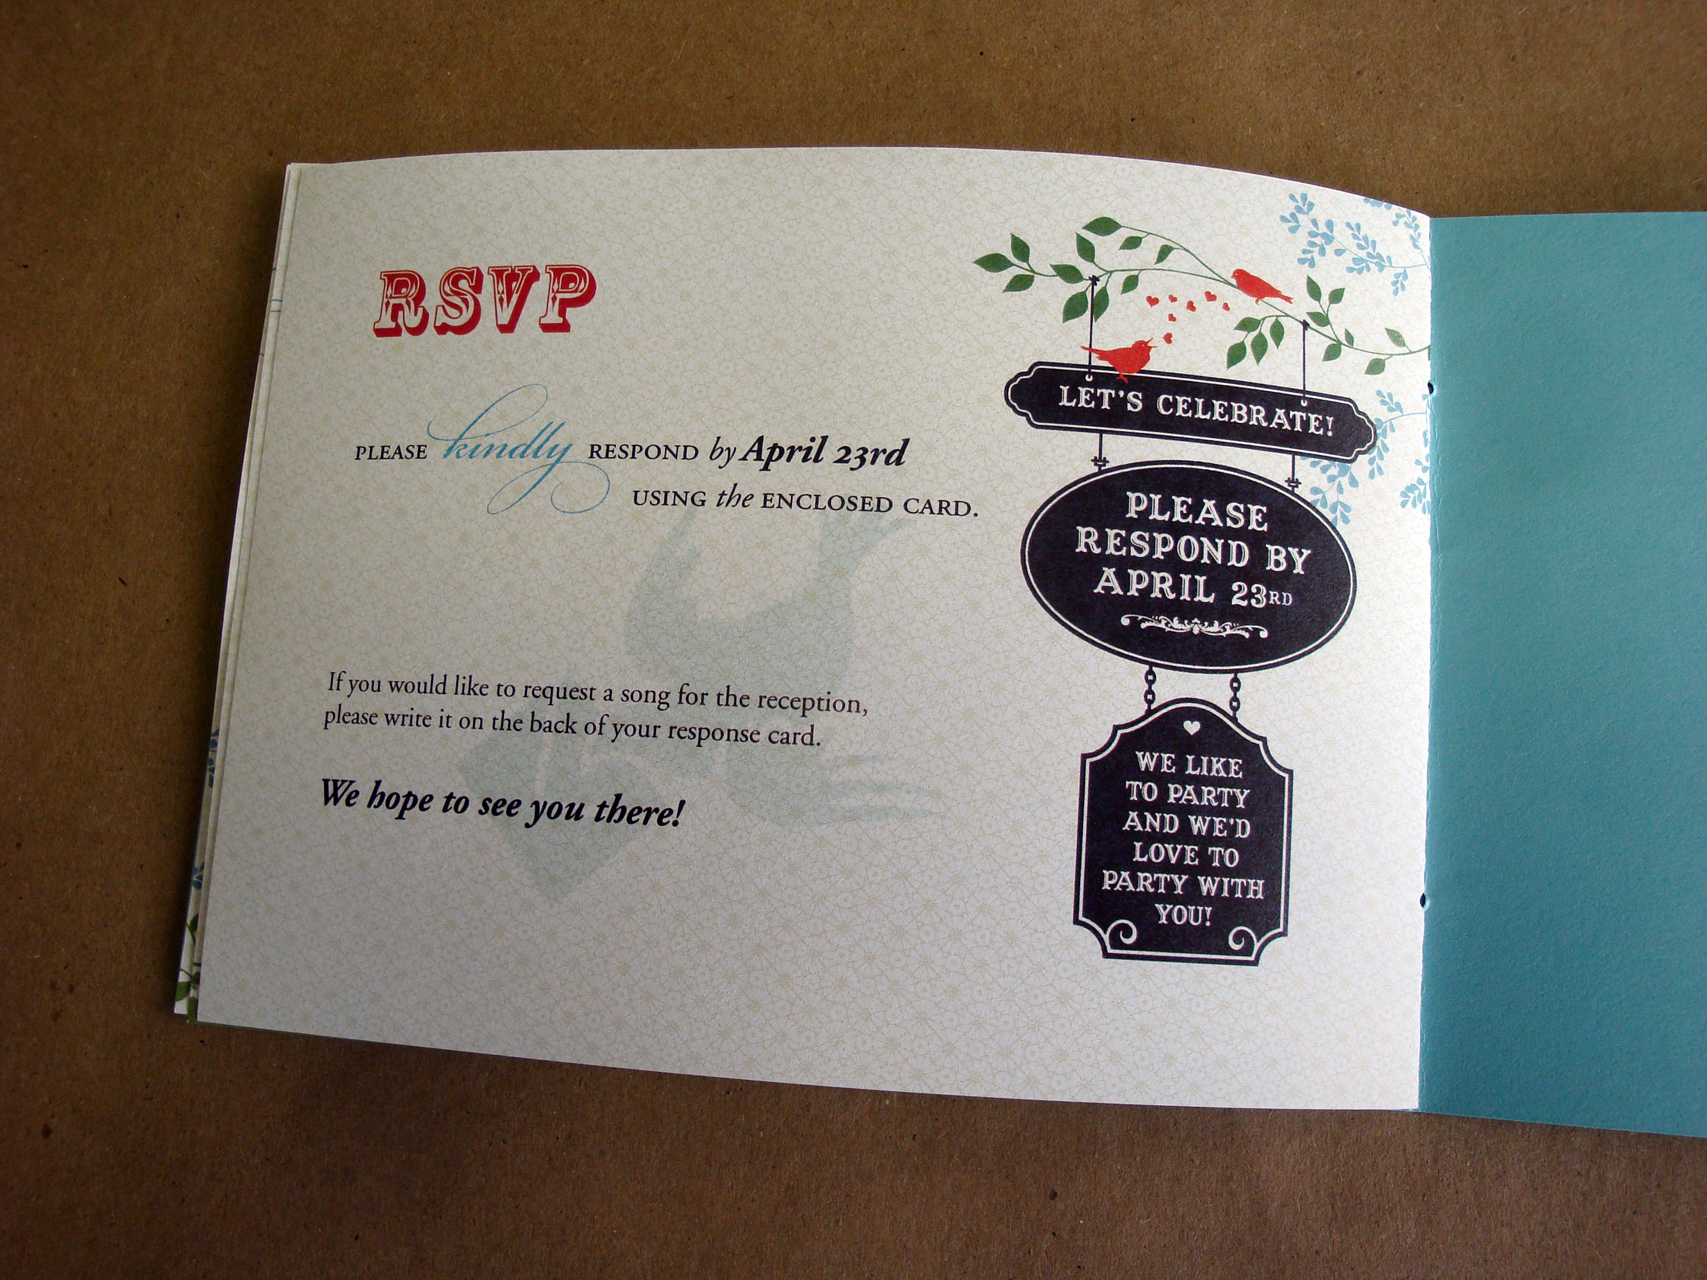 RSVP
PLEASE kindly RESPOND by April 23rd
USING the ENCLOSED CARD.
If you would like to request a song for the reception,
please write it on the back of your response card.
We hope to see you there!
LET'S CELEBRATE!
PLEASE
RESPOND BY
APRIL 23RD
WE LIKE
TO PARTY
AND WE'D
LOVE TO
PARTY WITH
YOU!